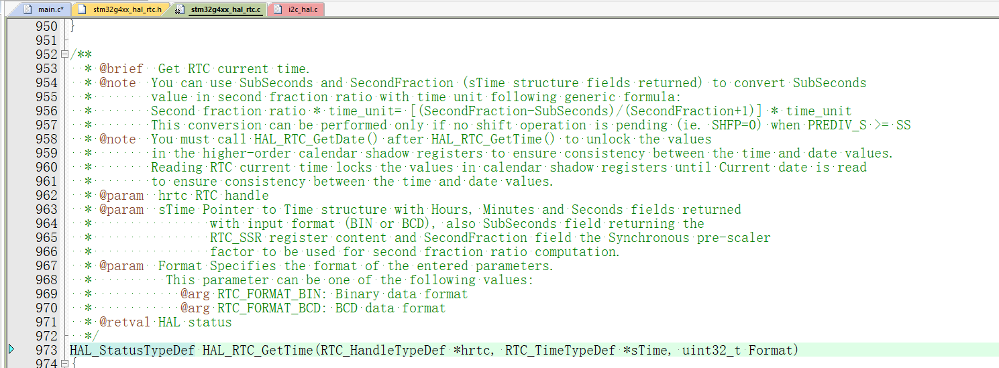 main.c* stm32g4xx_hal_rtc.h stm32g4xx_hal_rtc.c i2c_hal.c
950 }
951
952 /**
953 * @brief Get RTC current time.
954 * @note You can use SubSeconds and SecondFraction (sTime structure fields returned) to convert SubSeconds
955 * value in second fraction ratio with time unit following generic formula:
956 * Second fraction ratio * time_unit= [(SecondFraction-SubSeconds)/(SecondFraction+1)] * time_unit
957 * This conversion can be performed only if no shift operation is pending (ie. SHFP=0) when PREDIV_S >= SS
958 * @note You must call HAL_RTC_GetDate() after HAL_RTC_GetTime() to unlock the values
959 * in the higher-order calendar shadow registers to ensure consistency between the time and date values.
960 * Reading RTC current time locks the values in calendar shadow registers until Current date is read
961 * to ensure consistency between the time and date values.
962 * @param hrtc RTC handle
963 * @param sTime Pointer to Time structure with Hours, Minutes and Seconds fields returned
964 * with input format (BIN or BCD), also SubSeconds field returning the
965 * RTC_SSR register content and SecondFraction field the Synchronous pre-scaler
966 * factor to be used for second fraction ratio computation.
967 * @param Format Specifies the format of the entered parameters.
968 * This parameter can be one of the following values:
969 * @arg RTC_FORMAT_BIN: Binary data format
970 * @arg RTC_FORMAT_BCD: BCD data format
971 * @retval HAL status
972 */
973 HAL_StatusTypeDef HAL_RTC_GetTime(RTC_HandleTypeDef *hrtc, RTC_TimeTypeDef *sTime, uint32_t Format)
974 {